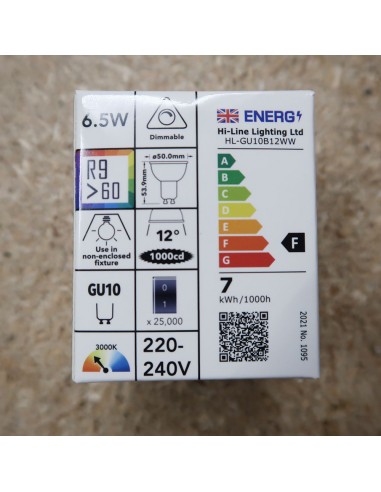 6.5W
Dimmable
R9
>60
ø50.0mm
53.9mm
Use in
non-enclosed
fixture
12°
1000cd
GU10
0
1
x 25,000
3000K
220-
240V
ENERG
Hi-Line Lighting Ltd
HL-GU10B12WW
A
B
C
D
E
F
G
F
7
kWh/1000h
2021 No. 1095